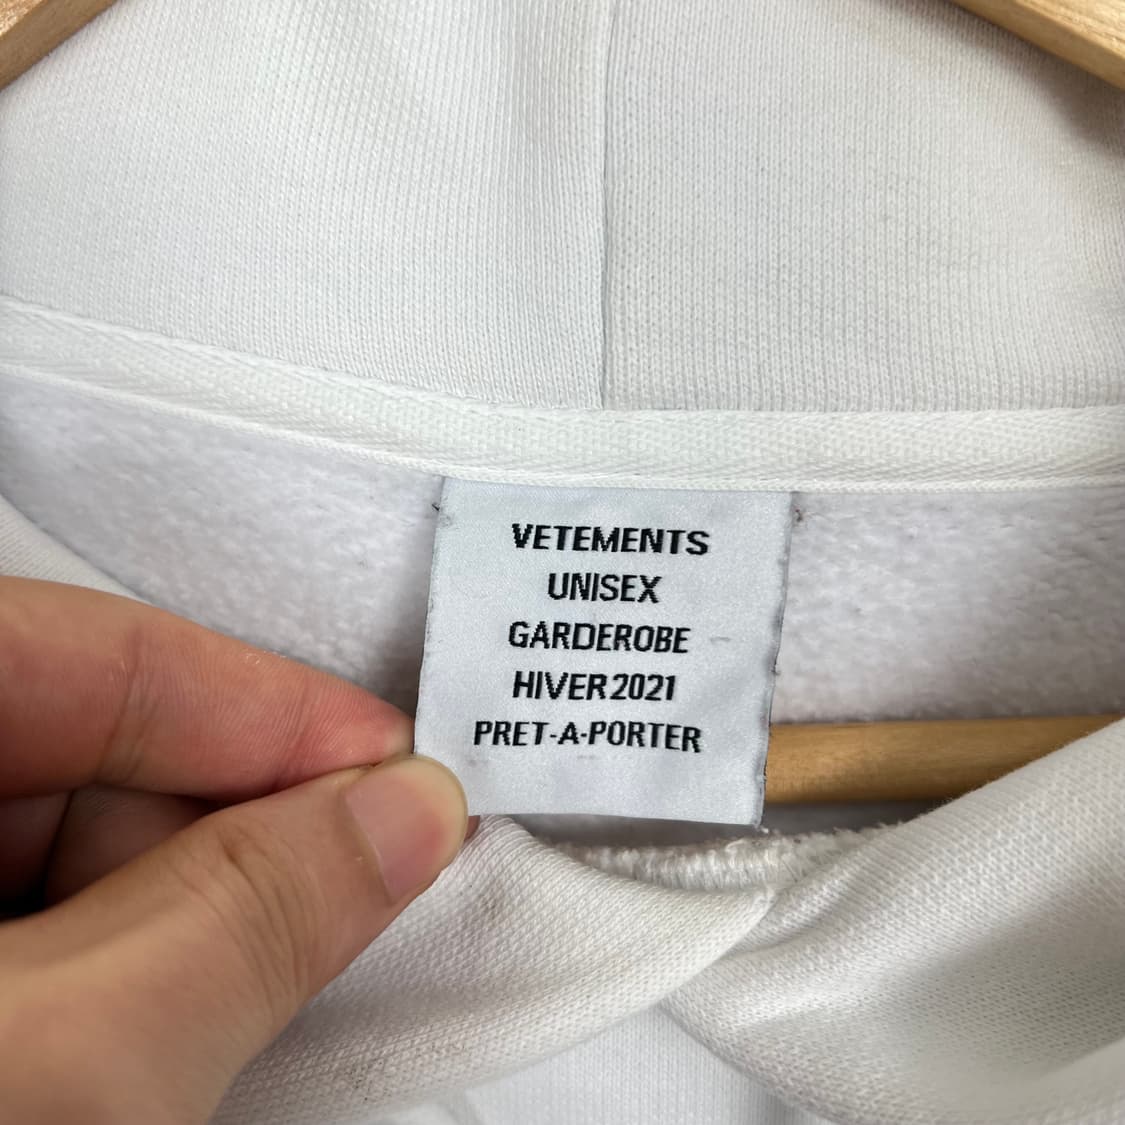 VETEMENTS
UNISEX
GARDEROBE
HIVER 2021
PRET-A-PORTER